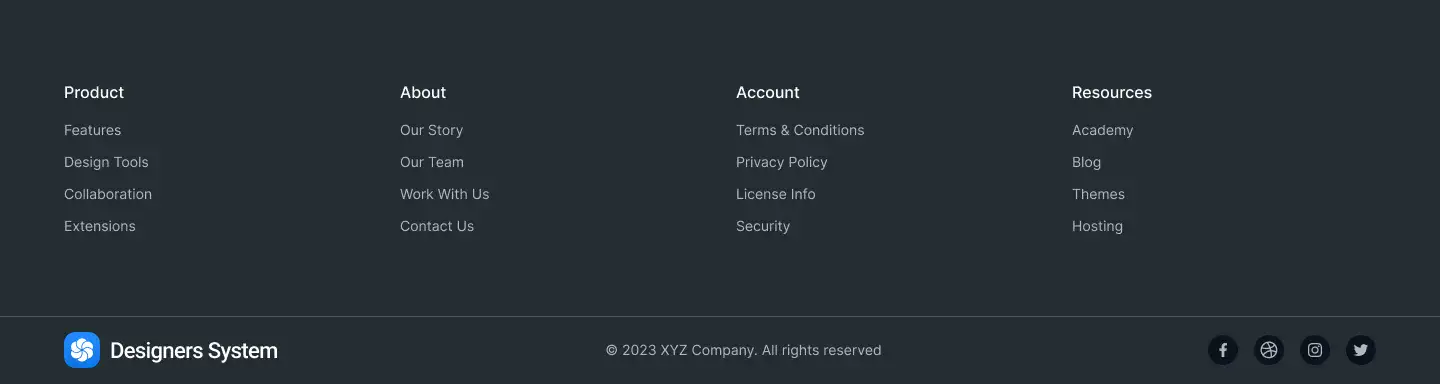 Product
Features
Design Tools
Collaboration
Extensions
About
Our Story
Our Team
Work With Us
Contact Us
Account
Terms & Conditions
Privacy Policy
License Info
Security
Resources
Academy
Blog
Themes
Hosting
Designers System
© 2023 XYZ Company. All rights reserved